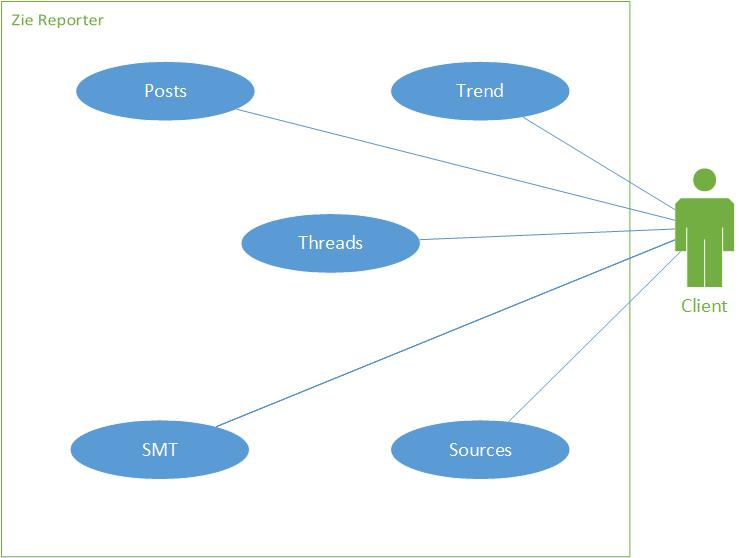 Zie Reporter
Posts
Trend
Threads
Client
SMT
Sources